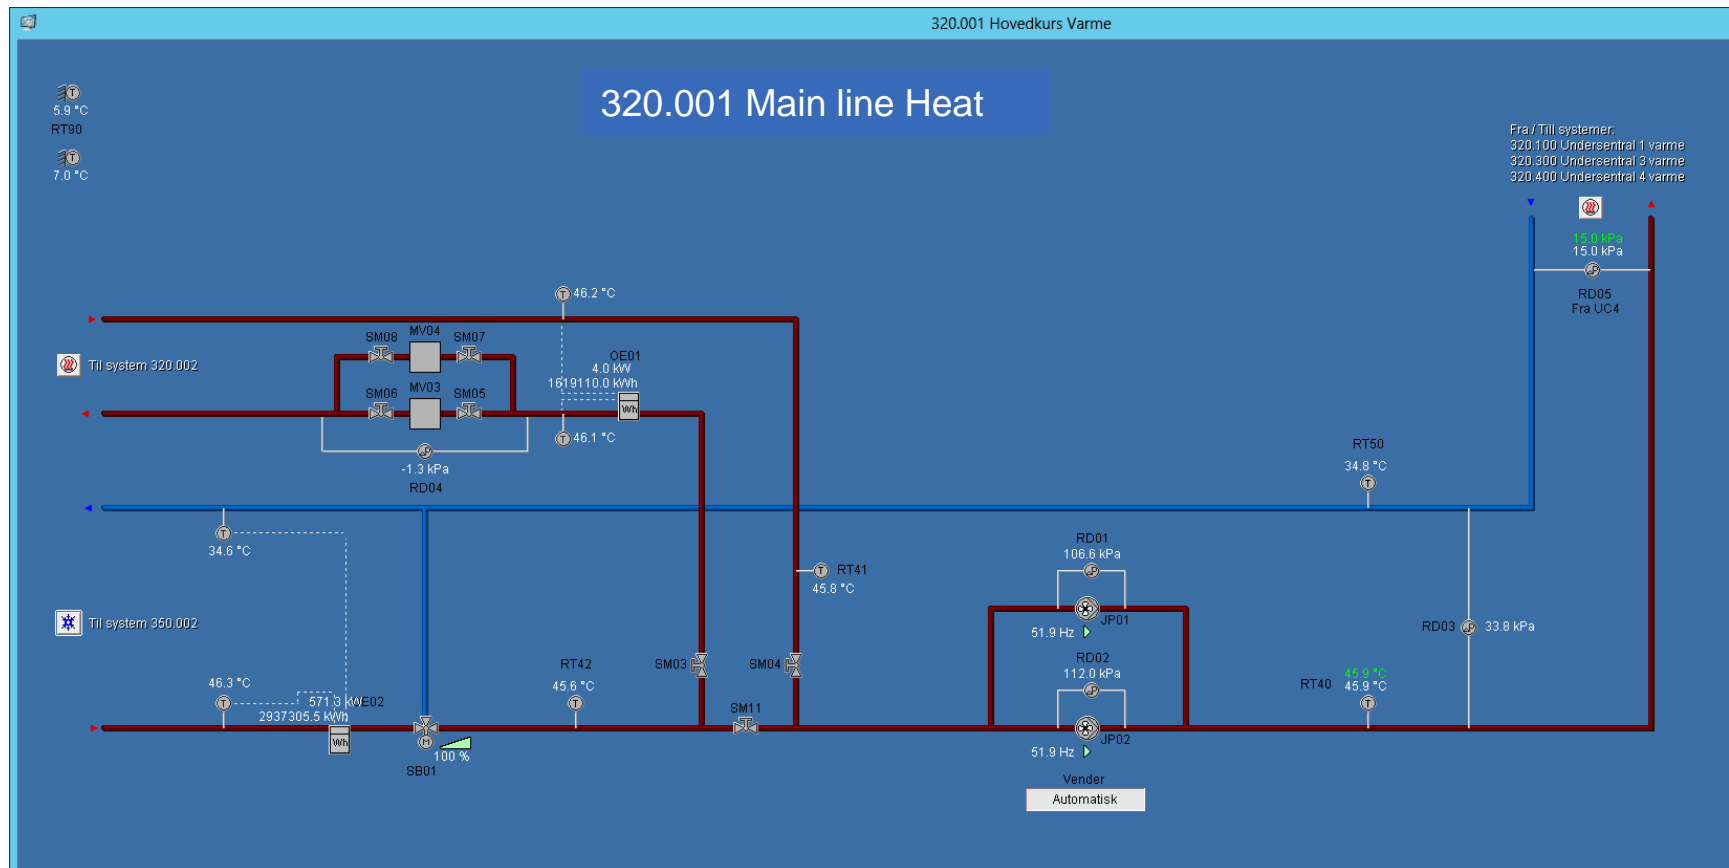 320.001 Hovedkurs Varme
320.001 Main line Heat
T
5.9 °C
RT90
T
7.0 °C
Fra / Till systemer:
320.100 Undersentral 1 varme
320.300 Undersentral 3 varme
320.400 Undersentral 4 varme
15.0 kPa
15.0 kPa
P
RD05
Fra UC4
T 46.2 °C
SM08 MV04 SM07
Till system 320.002
OE01
4.0 kW
1619110.0 kWh
Wh
SM06 MV03 SM05
T 46.1 °C
P
-1.3 kPa
RD04
RT50
34.8 °C
T
T
34.6 °C
RD01
106.6 kPa
P
T RT41
45.8 °C
JP01
51.9 Hz
Till system 350.002
RD03 P 33.8 kPa
SM03 SM04
RT42
45.6 °C
T
RD02
112.0 kPa
P
46.3 °C
T
45.9 °C
RT40 45.9 °C
T
571.3 kW
2937305.5 kWh
Wh
SM11
JP02
51.9 Hz
M
100 %
SB01
Vender
Automatisk